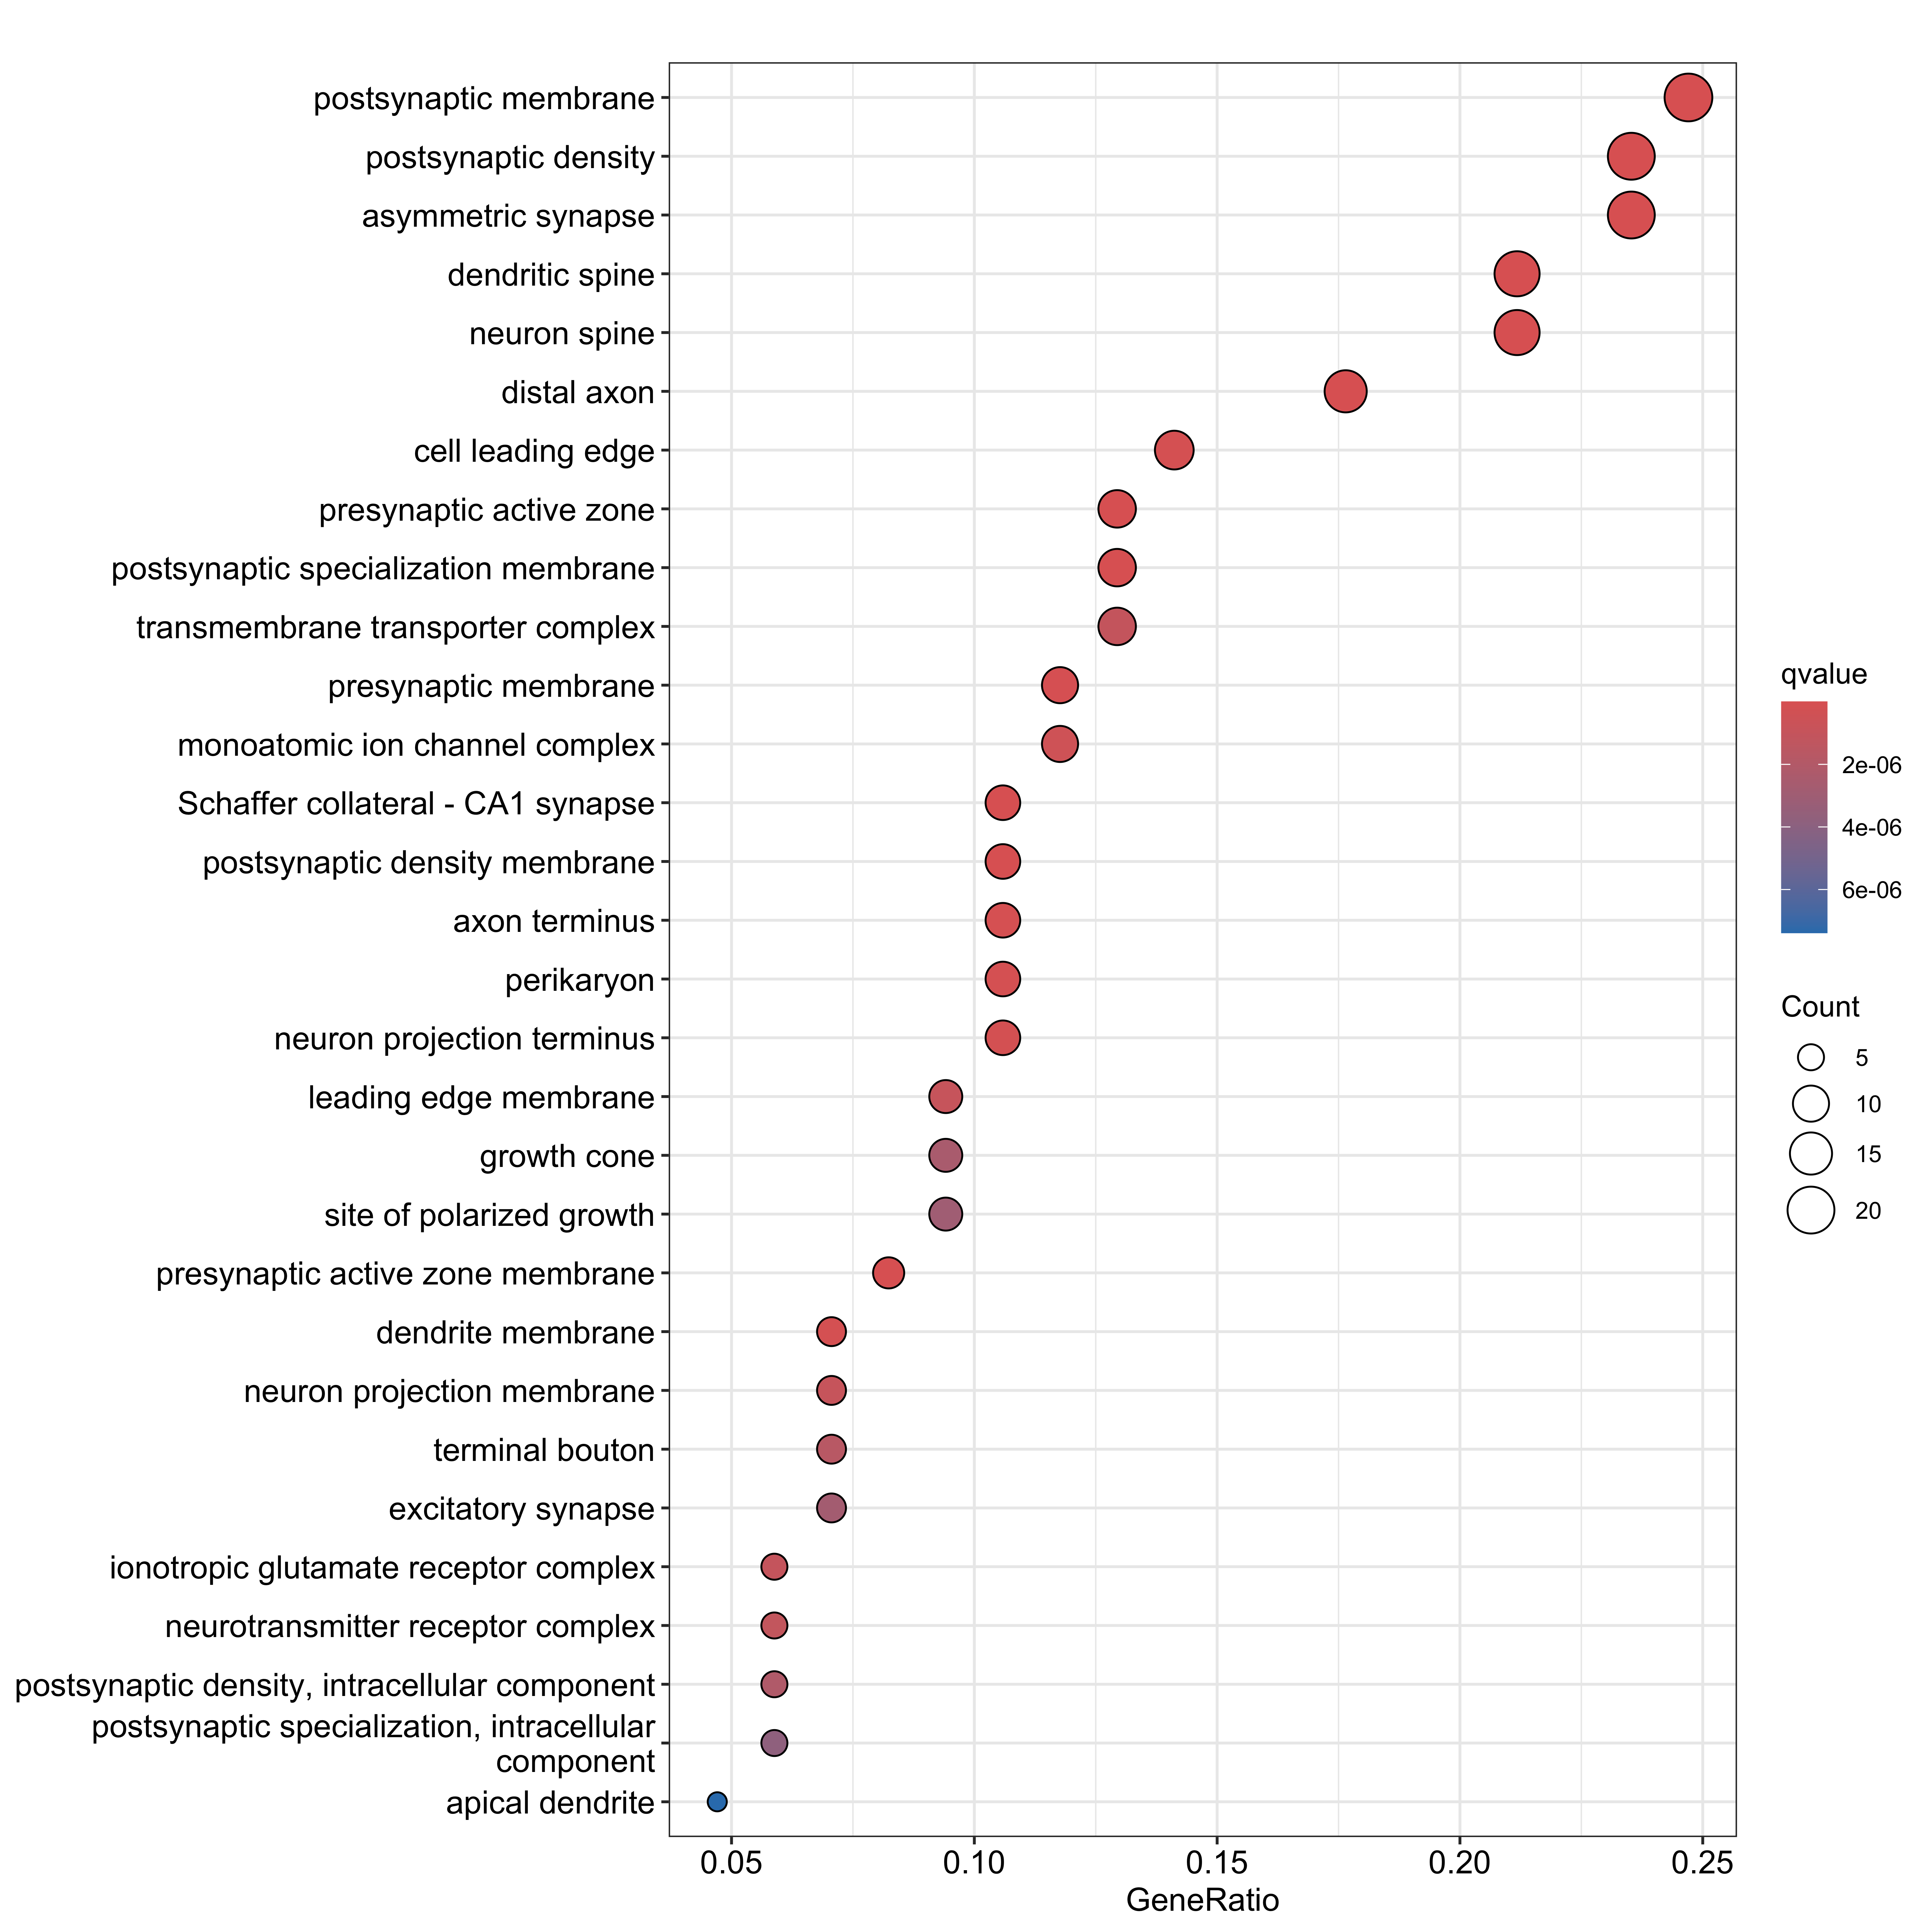 postsynaptic membrane
postsynaptic density
asymmetric synapse
dendritic spine
neuron spine
distal axon
cell leading edge
presynaptic active zone
postsynaptic specialization membrane
transmembrane transporter complex
presynaptic membrane
monoatomic ion channel complex
Schaffer collateral - CA1 synapse
postsynaptic density membrane
axon terminus
perikaryon
neuron projection terminus
leading edge membrane
growth cone
site of polarized growth
presynaptic active zone membrane
dendrite membrane
neuron projection membrane
terminal bouton
excitatory synapse
ionotropic glutamate receptor complex
neurotransmitter receptor complex
postsynaptic density, intracellular component
postsynaptic specialization, intracellular
component
apical dendrite
0.05 0.10 0.15 0.20 0.25
GeneRatio
qvalue
2e-06
4e-06
6e-06
Count
5
10
15
20